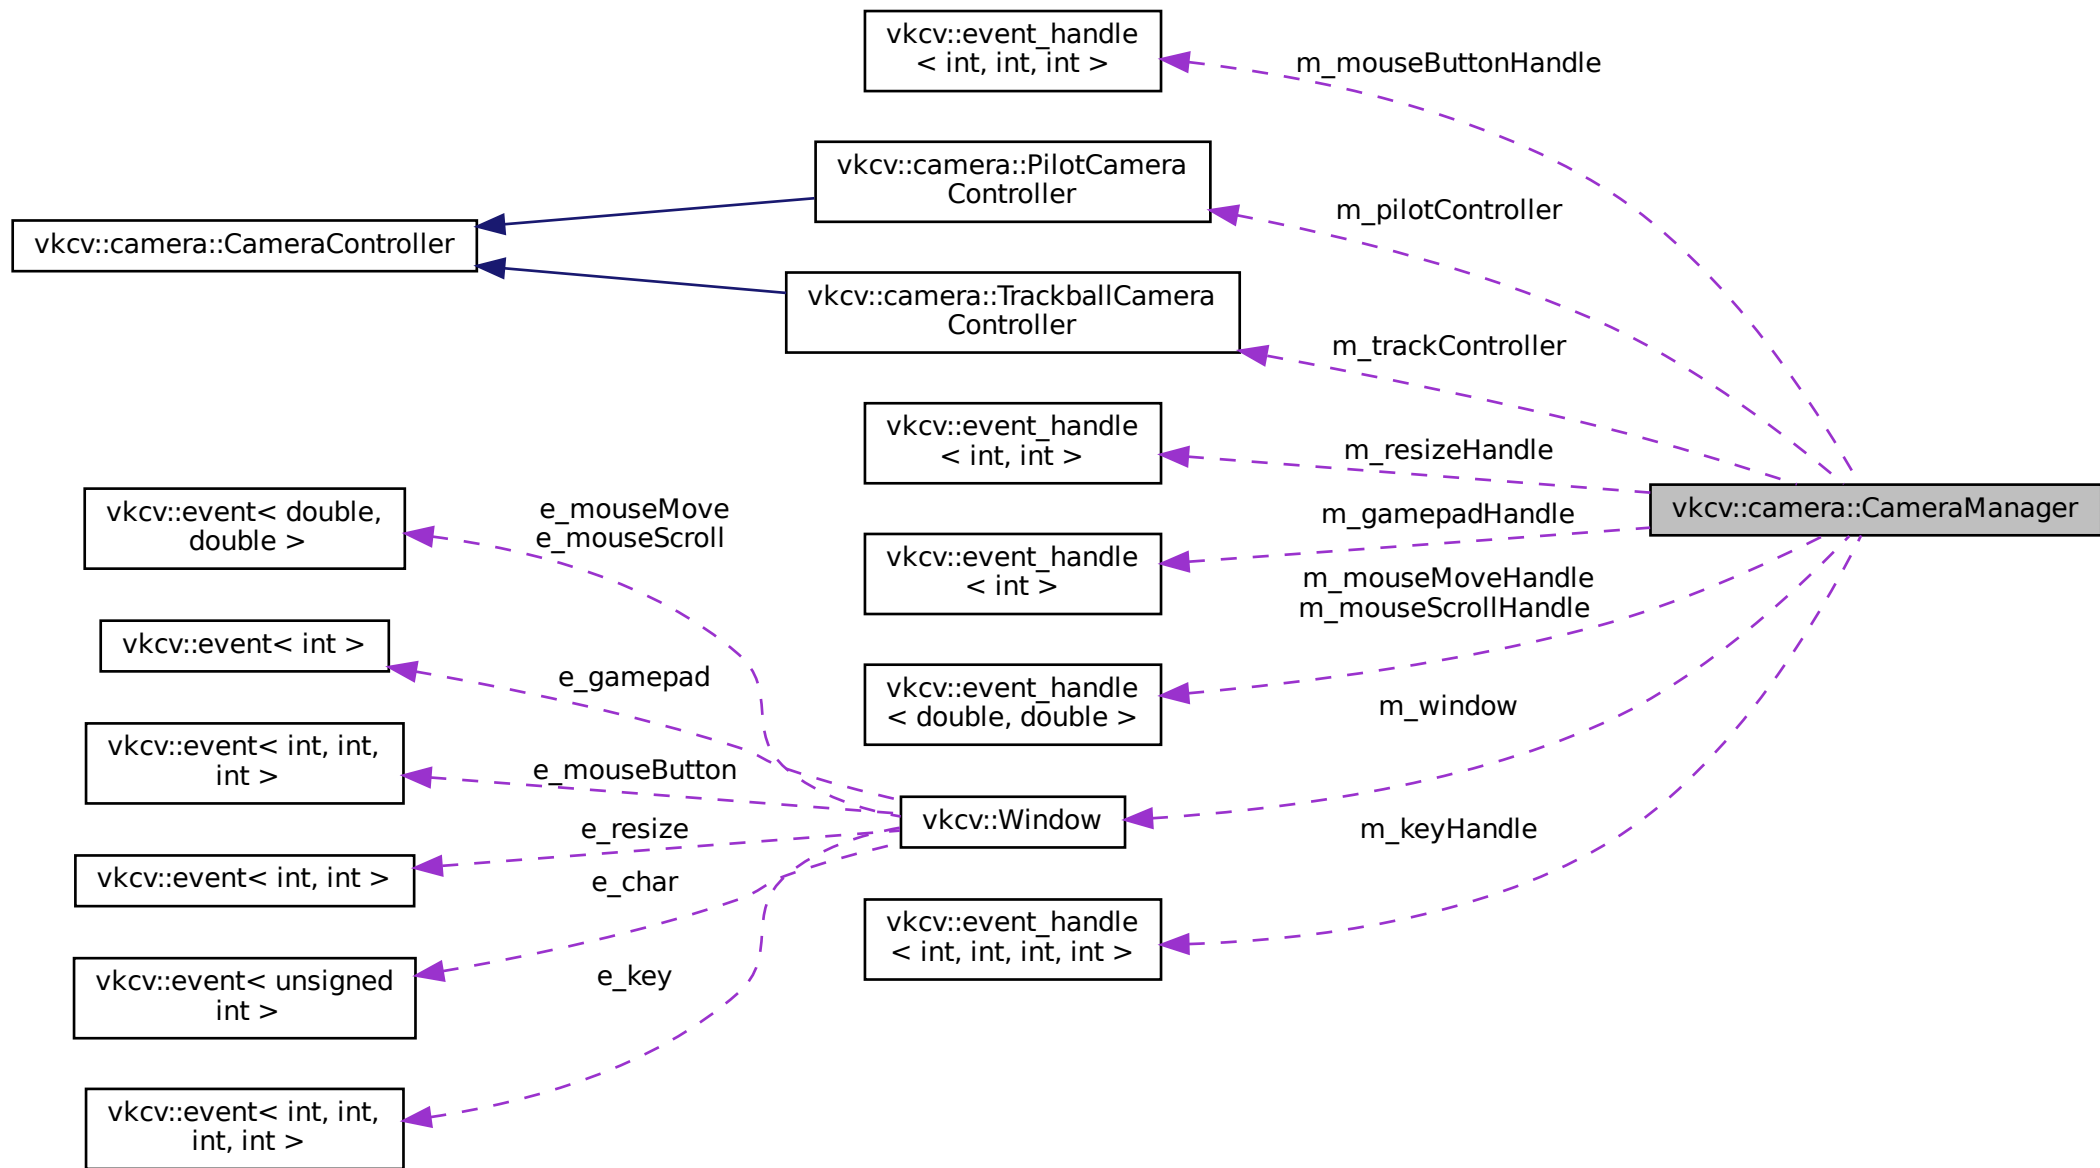 vkcv::event_handle
< int, int, int >
m_mouseButtonHandle
vkcv::camera::PilotCamera
Controller
m_pilotController
vkcv::camera::CameraController
vkcv::camera::TrackballCamera
Controller
m_trackController
vkcv::event_handle
< int, int >
m_resizeHandle
vkcv::camera::CameraManager
vkcv::event< double,
double >
e_mouseMove
e_mouseScroll
vkcv::event_handle
< int >
m_gamepadHandle
m_mouseMoveHandle
m_mouseScrollHandle
vkcv::event< int >
e_gamepad
vkcv::event_handle
< double, double >
m_window
vkcv::event< int, int,
int >
e_mouseButton
vkcv::Window
m_keyHandle
e_resize
vkcv::event< int, int >
e_char
vkcv::event_handle
< int, int, int, int >
vkcv::event< unsigned
int >
e_key
vkcv::event< int, int,
int, int >